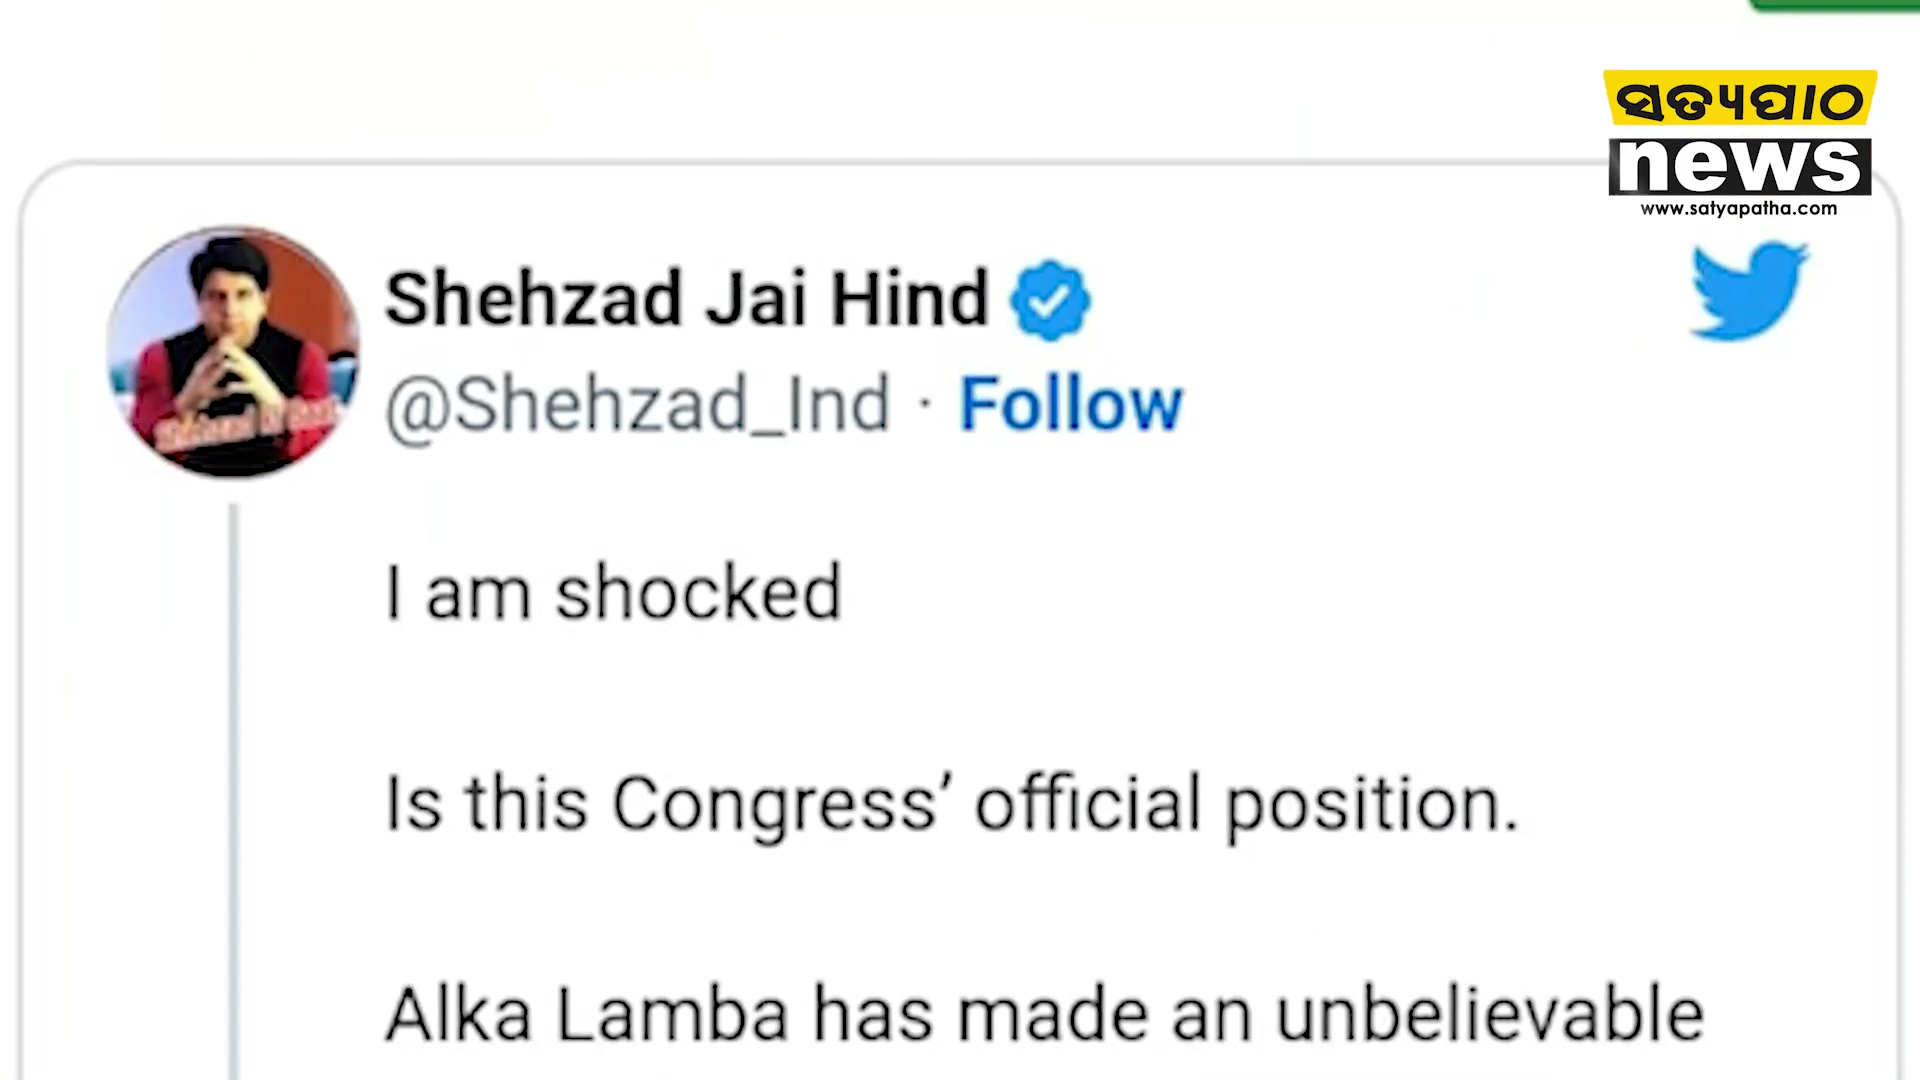 ସତ୍ୟପାଠ
news
www.satyapatha.com
Shehzad Jai Hind
@Shehzad_Ind · Follow
I am shocked
Is this Congress’ official position.
Alka Lamba has made an unbelievable